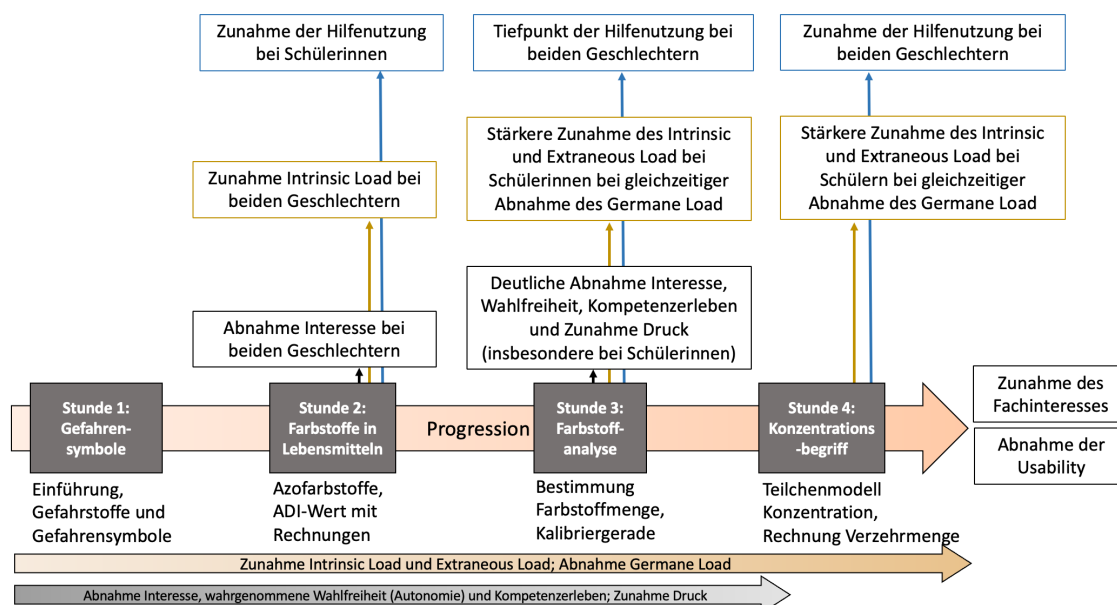 Zunahme der Hilfenutzung
bei Schülerinnen
Tiefpunkt der Hilfenutzung bei
beiden Geschlechtern
Zunahme der Hilfenutzung bei
beiden Geschlechtern
Zunahme Intrinsic Load bei
beiden Geschlechtern
Stärkere Zunahme des Intrinsic
und Extraneous Load bei
Schülerinnen bei gleichzeitiger
Abnahme des Germane Load
Stärkere Zunahme des Intrinsic
und Extraneous Load bei
Schülern bei gleichzeitiger
Abnahme des Germane Load
Abnahme Interesse bei
beiden Geschlechtern
Deutliche Abnahme Interesse,
Wahlfreiheit, Kompetenzerleben
und Zunahme Druck
(insbesondere bei Schülerinnen)
Stunde 1:
Gefahren-
symbole
Stunde 2:
Farbstoffe in
Lebensmitteln
Progression
Stunde 3:
Farbstoff-
analyse
Stunde 4:
Konzentrations
-begriff
Zunahme des
Fachinteresses
Abnahme der
Usability
Einführung,
Gefahrstoffe und
Gefahrensymbole
Azofarbstoffe,
ADI-Wert mit
Rechnungen
Bestimmung
Farbstoffmenge,
Kalibriergerade
Teilchenmodell
Konzentration,
Rechnung Verzehrmenge
Zunahme Intrinsic Load und Extraneous Load; Abnahme Germane Load
Abnahme Interesse, wahrgenommene Wahlfreiheit (Autonomie) und Kompetenzerleben; Zunahme Druck